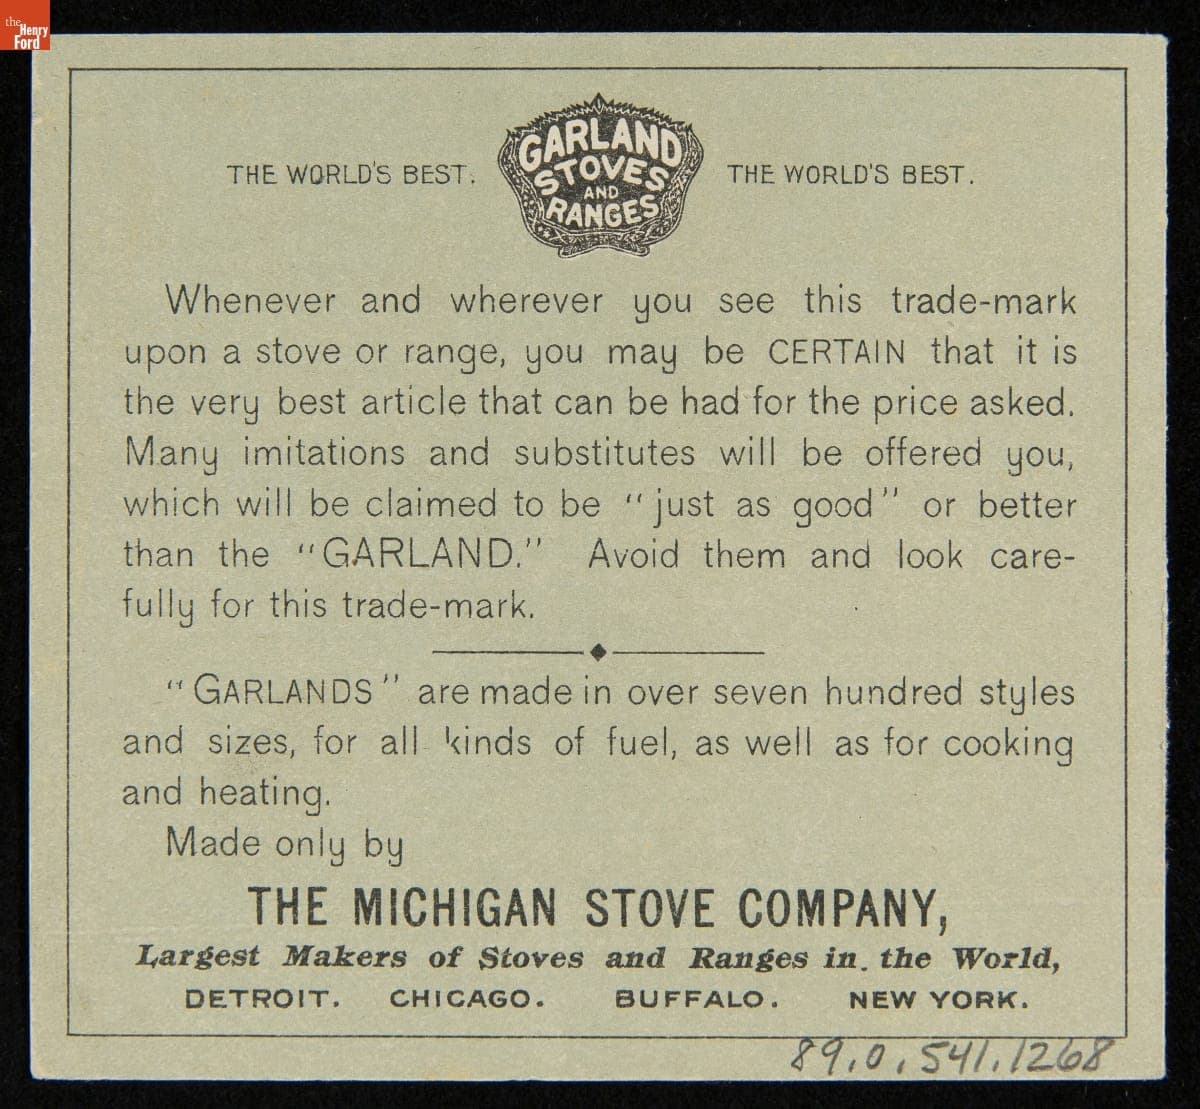 the
Henry
Ford
THE WORLD'S BEST.
GARLAND
STOVES
AND
RANGES
THE WORLD'S BEST.
Whenever and wherever you see this trade-mark
upon a stove or range, you may be CERTAIN that it is
the very best article that can be had for the price asked.
Many imitations and substitutes will be offered you,
which will be claimed to be "just as good" or better
than the "GARLAND." Avoid them and look care-
fully for this trade-mark.
"GARLANDS" are made in over seven hundred styles
and sizes, for all kinds of fuel, as well as for cooking
and heating.
Made only by
THE MICHIGAN STOVE COMPANY,
Largest Makers of Stoves and Ranges in. the World,
DETROIT. CHICAGO. BUFFALO. NEW YORK.
89.0.541.1268